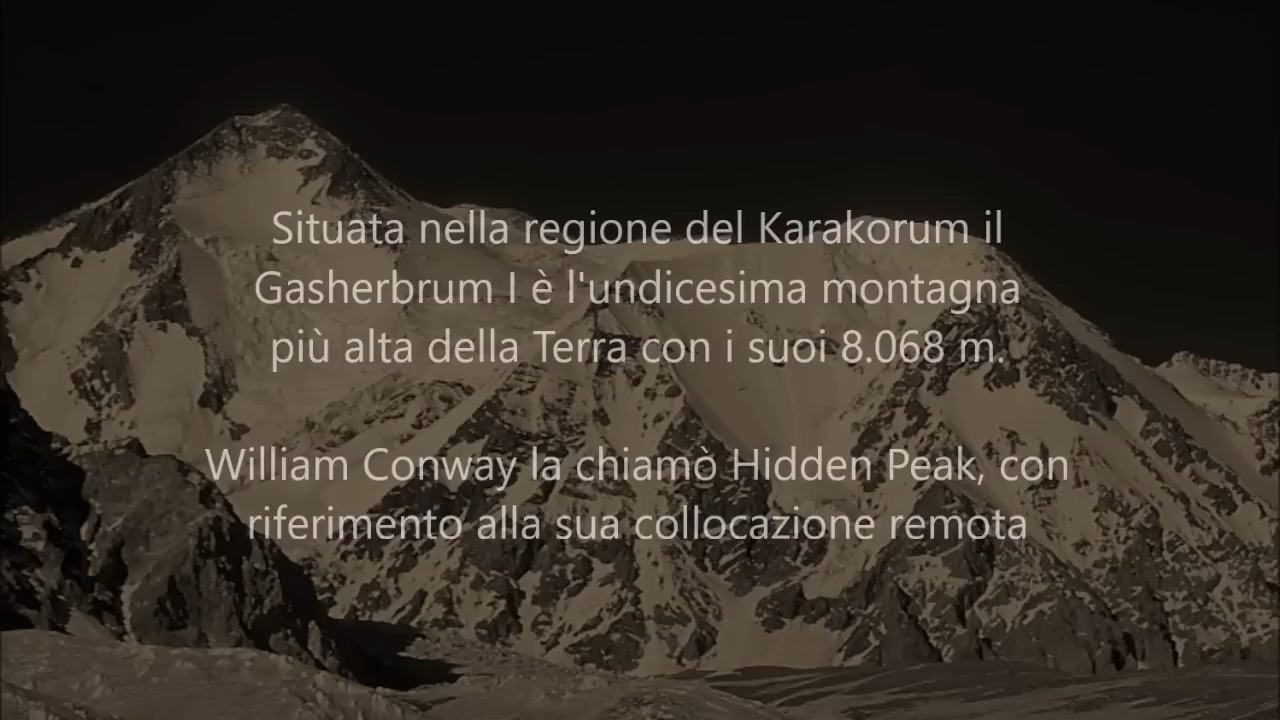 Situata nella regione del Karakorum il
Gasherbrum I è l'undicesima montagna
più alta della Terra con i suoi 8.068 m.
William Conway la chiamò Hidden Peak, con
riferimento alla sua collocazione remota